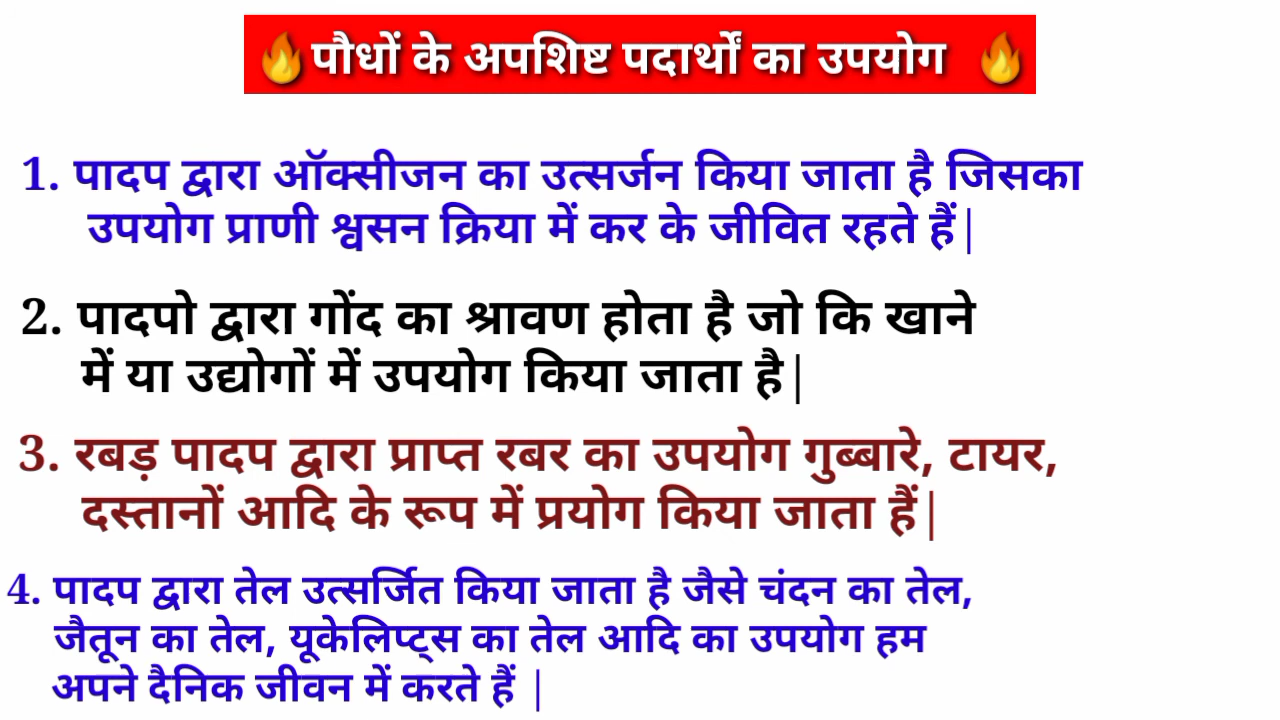 🔥पौधों के अपशिष्ट पदार्थों का उपयोग 🔥
1. पादप द्वारा ऑक्सीजन का उत्सर्जन किया जाता है जिसका
उपयोग प्राणी श्वसन क्रिया में कर के जीवित रहते हैं|
2. पादपो द्वारा गोंद का श्रावण होता है जो कि खाने
में या उद्योगों में उपयोग किया जाता है|
3. रबड़ पादप द्वारा प्राप्त रबर का उपयोग गुब्बारे, टायर,
दस्तानों आदि के रूप में प्रयोग किया जाता हैं|
4. पादप द्वारा तेल उत्सर्जित किया जाता है जैसे चंदन का तेल,
जैतून का तेल, यूकेलिप्ट्स का तेल आदि का उपयोग हम
अपने दैनिक जीवन में करते हैं |